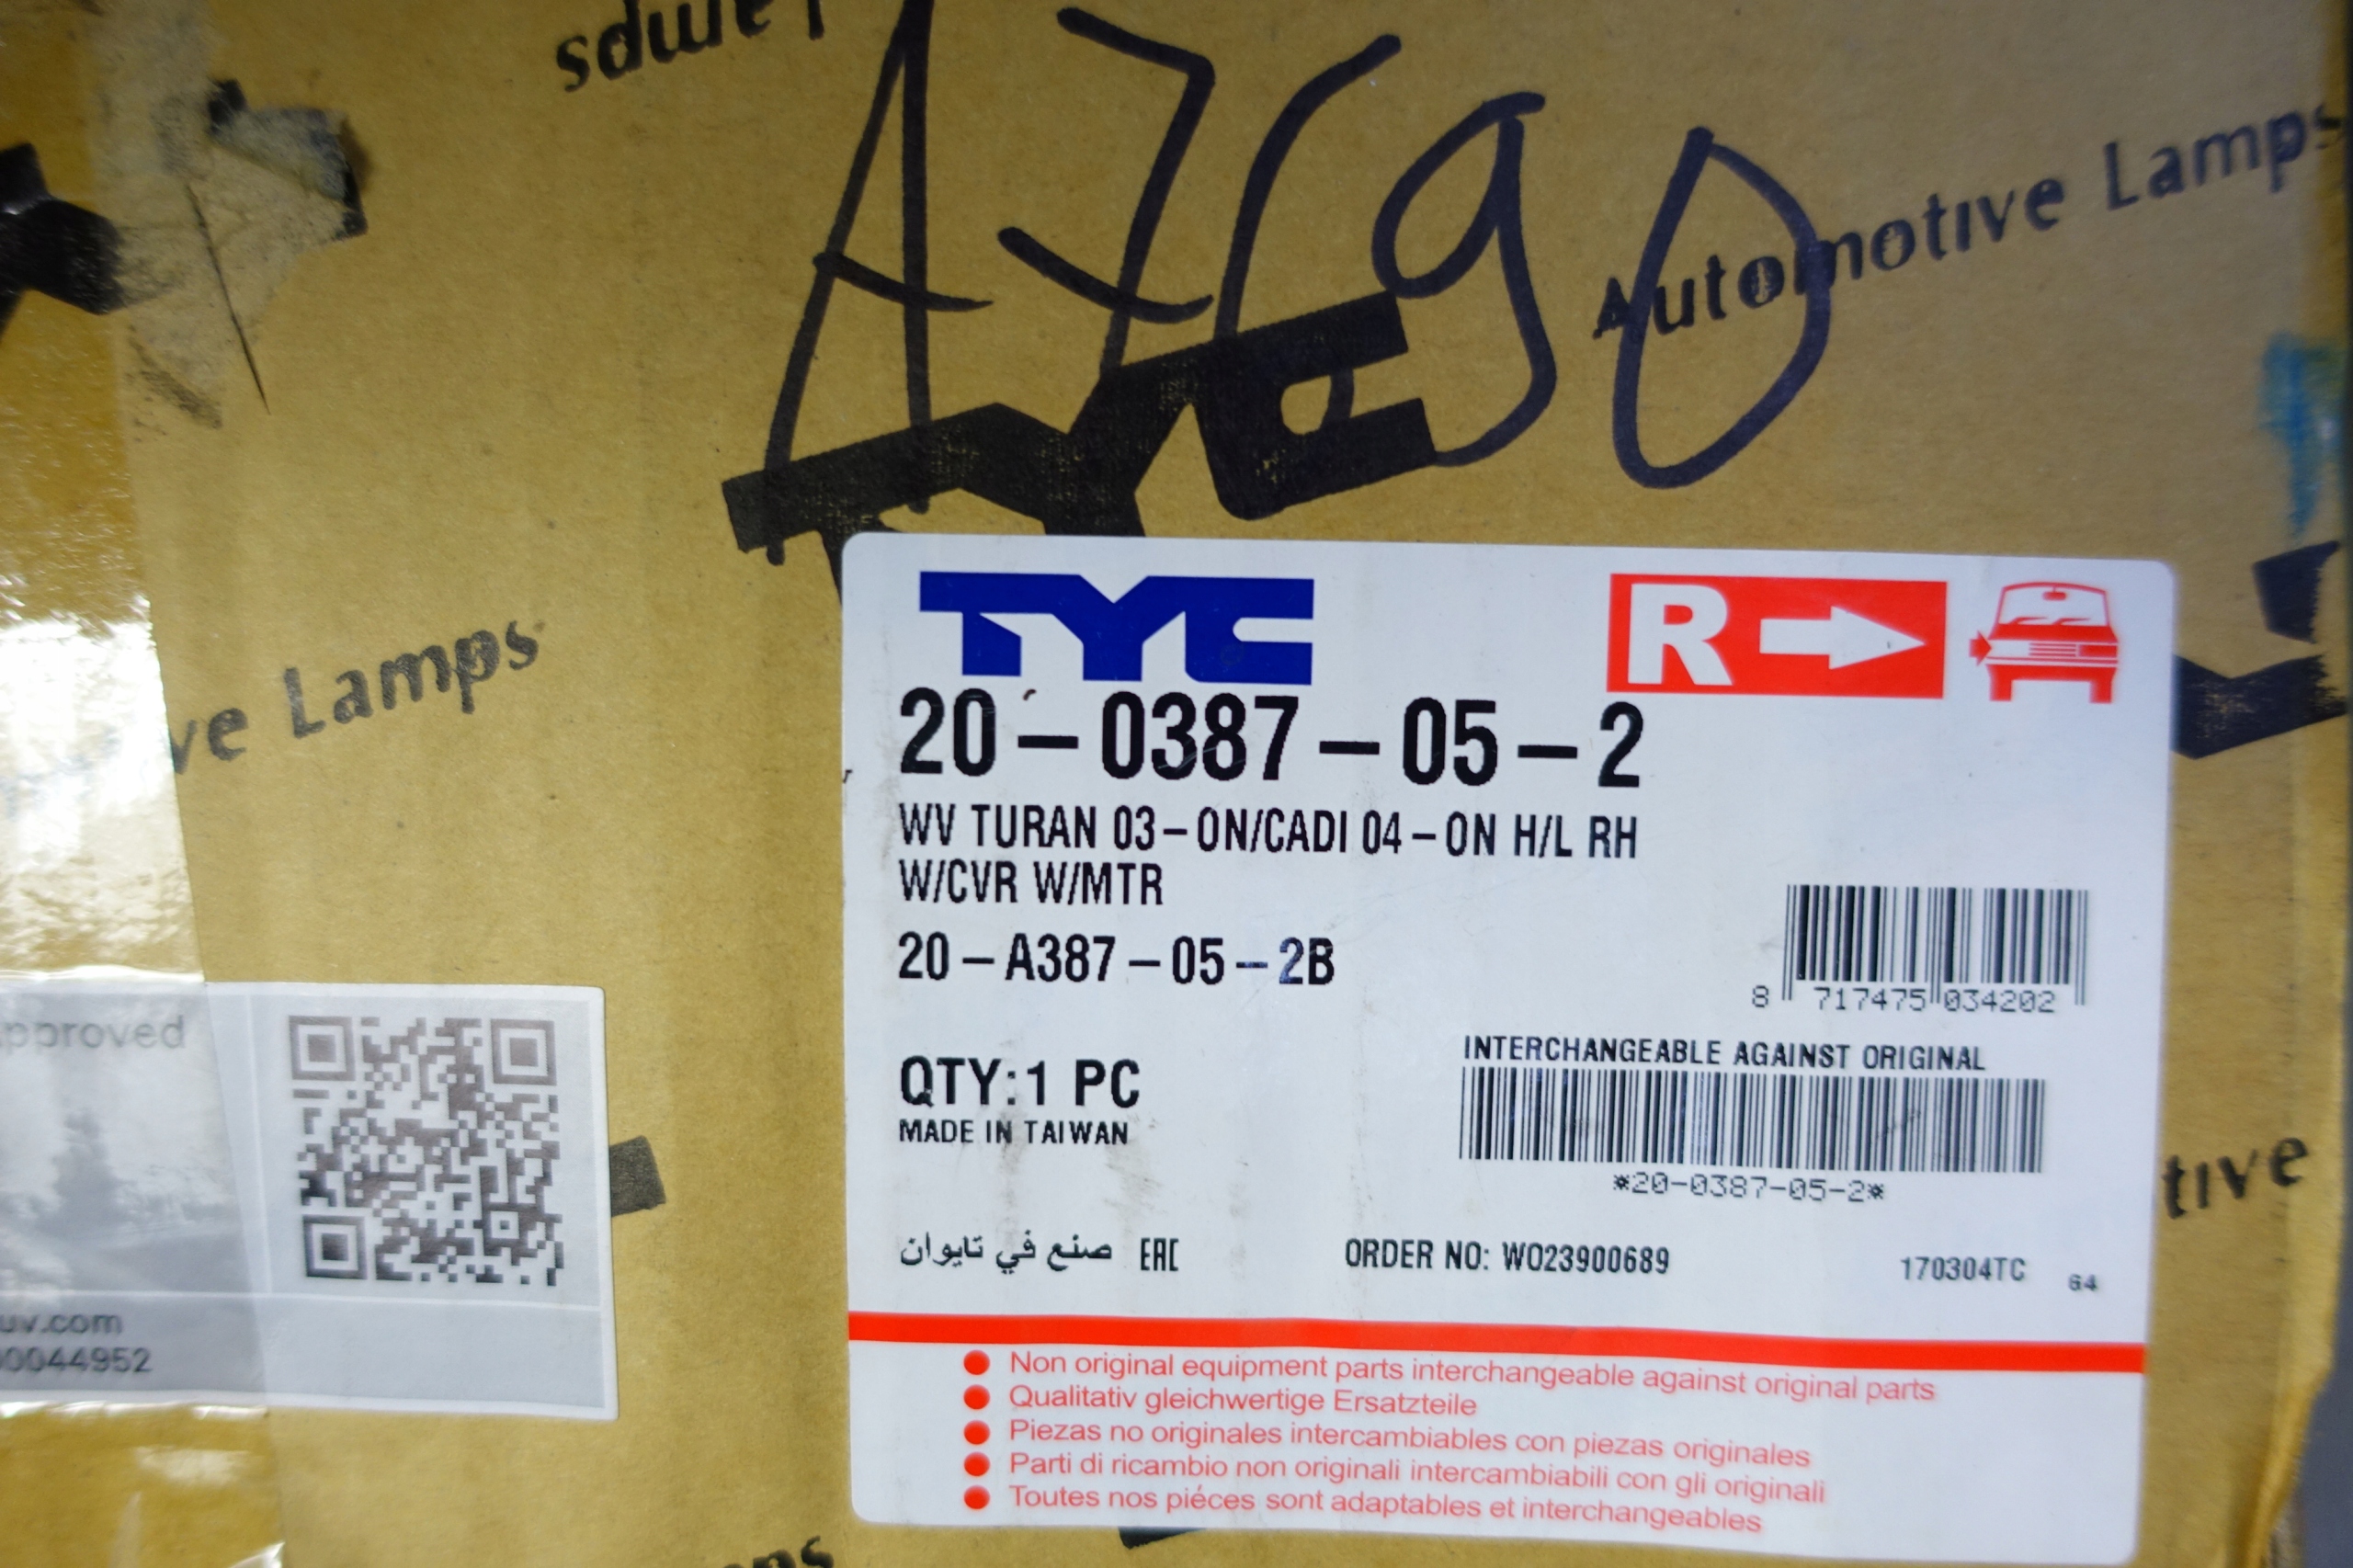 Lamps
A7690
Automotive Lamps
ve Lamps
TYC
R
20-0387-05-2
WV TURAN 03-ON/CADI 04-ON H/L RH
W/CVR W/MTR
20-A387-05-2B
8 717475 034202
QTY:1 PC
MADE IN TAIWAN
INTERCHANGEABLE AGAINST ORIGINAL
*20-0387-05-2*
صنع في تايوان EAC
ORDER NO: WO23900689
170304TC 64
Non original equipment parts interchangeable against original parts
Qualitativ gleichwertige Ersatzteile
Piezas no originales intercambiables con piezas originales
Parti di ricambio non originali intercambiabili con gli originali
Toutes nos piéces sont adaptables et interchangeables
pproved
uv.com
0044952
tive